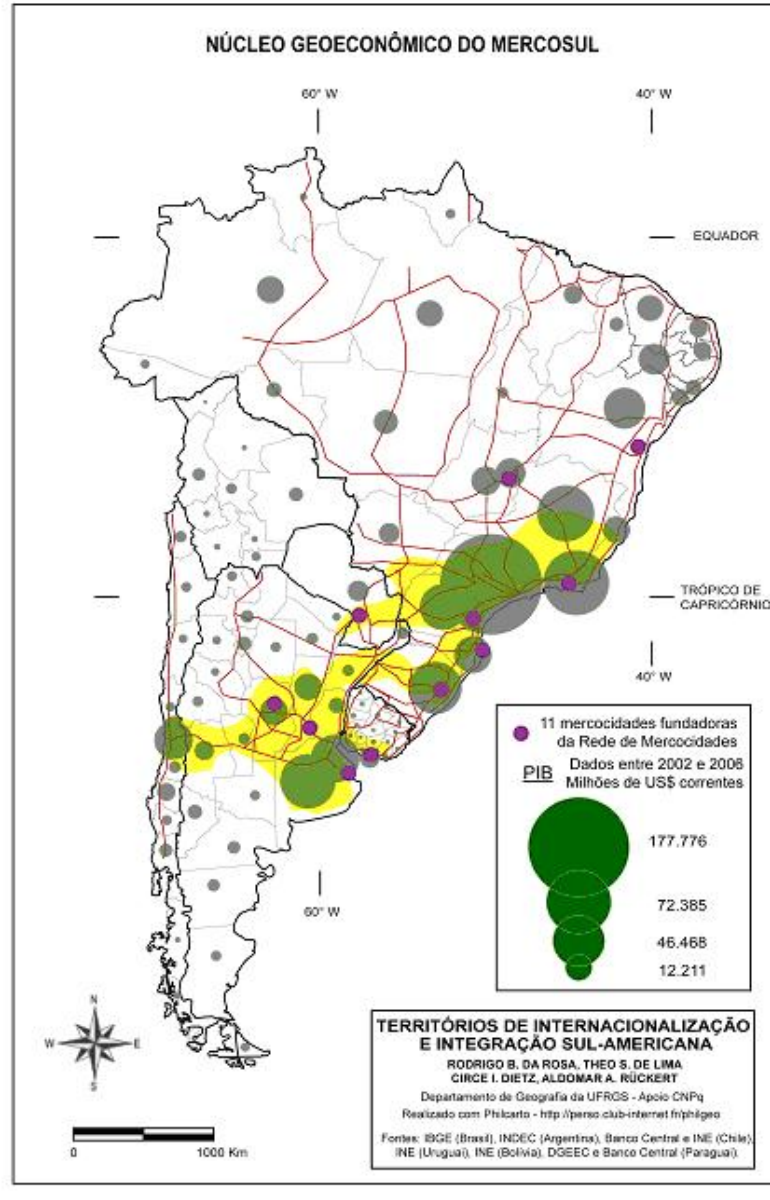 NÚCLEO GEOECONÔMICO DO MERCOSUL
60° W
40° W
EQUADOR
TRÓPICO DE
CAPRICÓRNIO
40° W
60° W
11 mercocidades fundadoras
da Rede de Mercocidades
PIB
Dados entre 2002 e 2006
Milhões de US$ correntes
177.776
72.385
46.468
12.211
N
W
E
S
0
1000 Km
TERRITÓRIOS DE INTERNACIONALIZAÇÃO
E INTEGRAÇÃO SUL-AMERICANA
RODRIGO B. DA ROSA, THEO S. DE LIMA
CIRCE I. DIETZ, ALDOMAR A. RÜCKERT
Departamento de Geografia da UFRGS - Apoio CNPq
Realizado com Philcarto - http://perso.club-internet.fr/philgeo
Fontes: IBGE (Brasil), INDEC (Argentina), Banco Central e INE (Chile),
INE (Uruguai), INE (Bolívia), DGEEC e Banco Central (Paraguai).